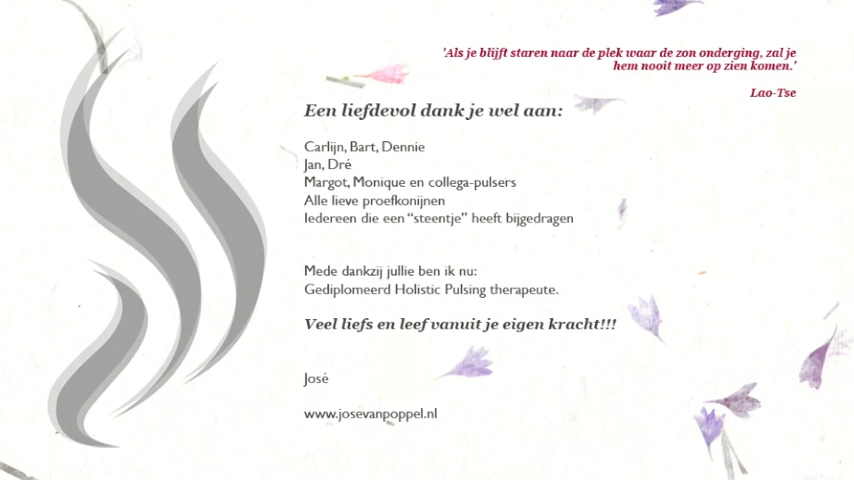 'Als je blijft staren naar de plek waar de zon onderging, zal je
hem nooit meer op zien komen.'
Lao-Tse
Een liefdevol dank je wel aan:
Carlijn, Bart, Dennie
Jan, Dré
Margot, Monique en collega-pulsers
Alle lieve proefkonijnen
Iedereen die een “steentje” heeft bijgedragen
Mede dankzij jullie ben ik nu:
Gediplomeerd Holistic Pulsing therapeute.
Veel liefs en leef vanuit je eigen kracht!!!
José
www.josevanpoppel.nl